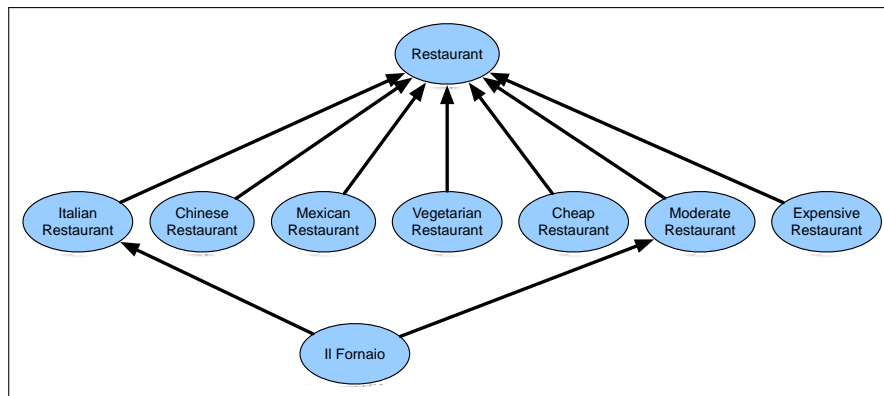 Restaurant
Italian
Restaurant
Chinese
Restaurant
Mexican
Restaurant
Vegetarian
Restaurant
Cheap
Restaurant
Moderate
Restaurant
Expensive
Restaurant
Il Fornaio